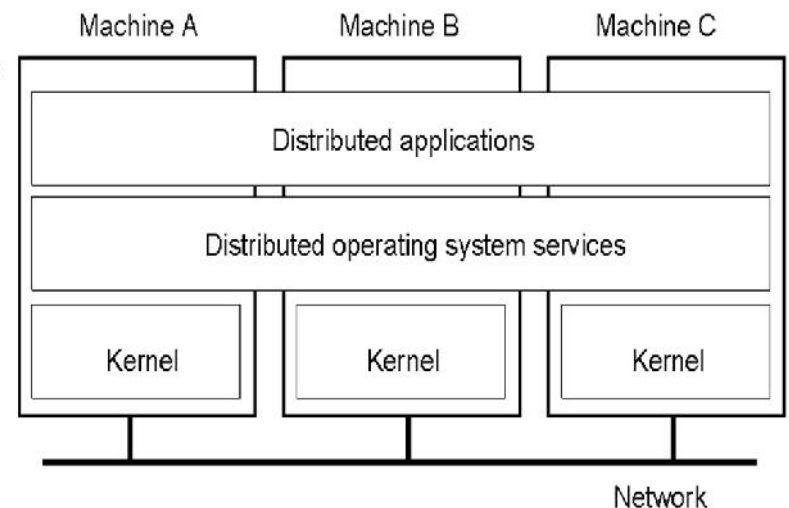 Machine A
Machine B
Machine C
Distributed applications
Distributed operating system services
Kernel
Kernel
Kernel
Network